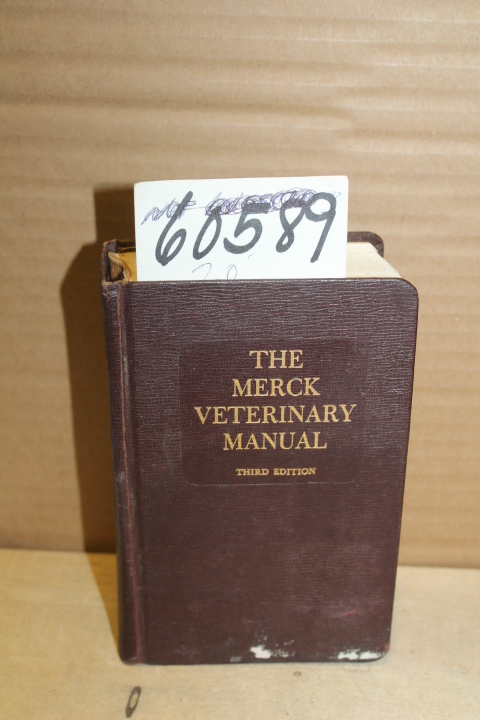 60589
THE
MERCK
VETERINARY
MANUAL
THIRD EDITION